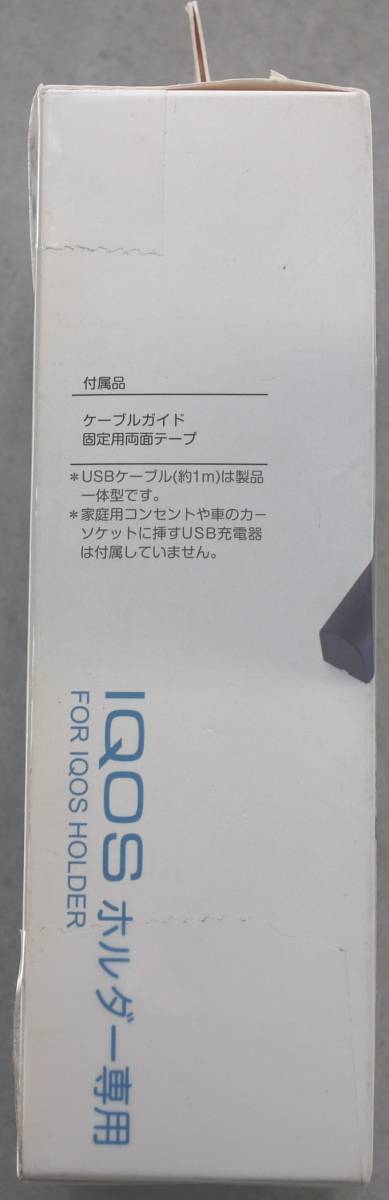 付属品
ケーブルガイド
固定用両面テープ
*USBケーブル(約1m)は製品
一体型です。
*家庭用コンセントや車のカー
ソケットに挿すUSB充電器
は付属していません。
IQOS ホルダー専用
FOR IQOS HOLDER